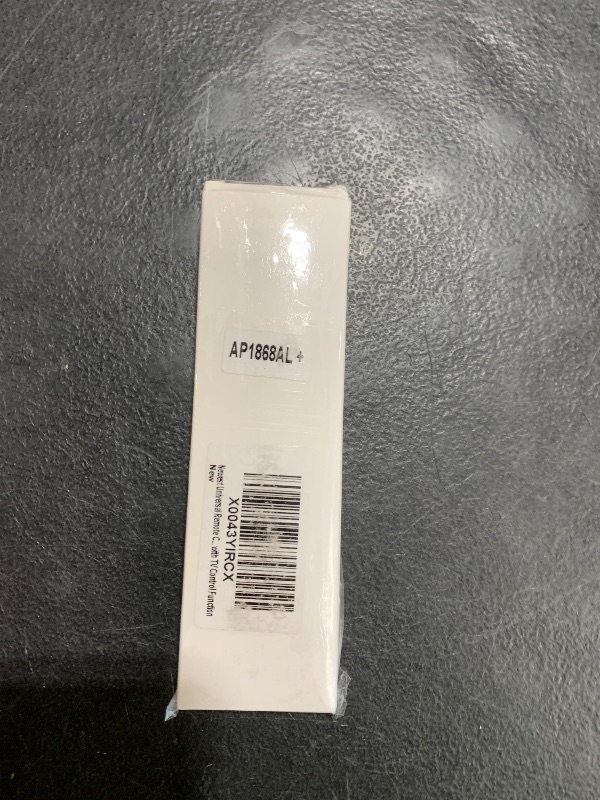 AP1868AL +
X0043YIRCX
Newest Universal Remote C... with TV Control Function
New